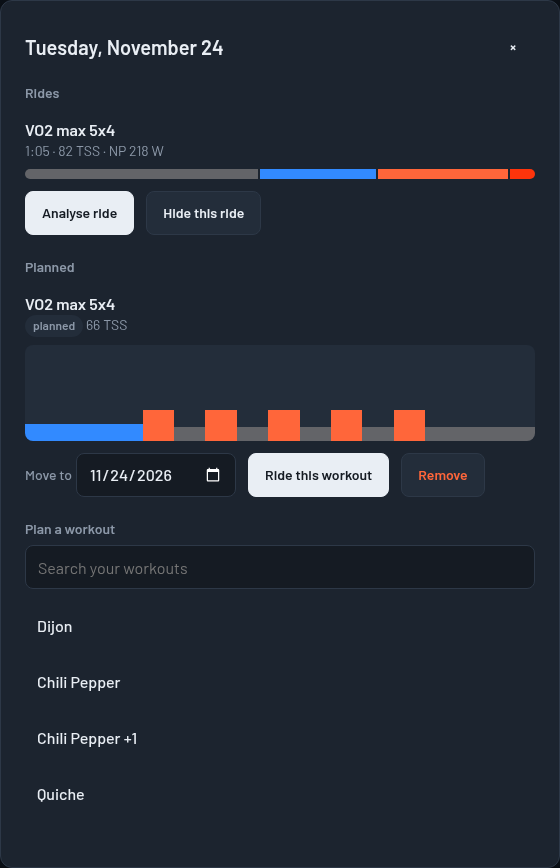 Tuesday, November 24
×
Rides
VO2 max 5x4
1:05 · 82 TSS · NP 218 W
Analyse ride
Hide this ride
Planned
VO2 max 5x4
planned 66 TSS
Move to 11/24/2026 Ride this workout Remove
Plan a workout
Search your workouts
Dijon
Chili Pepper
Chili Pepper +1
Quiche